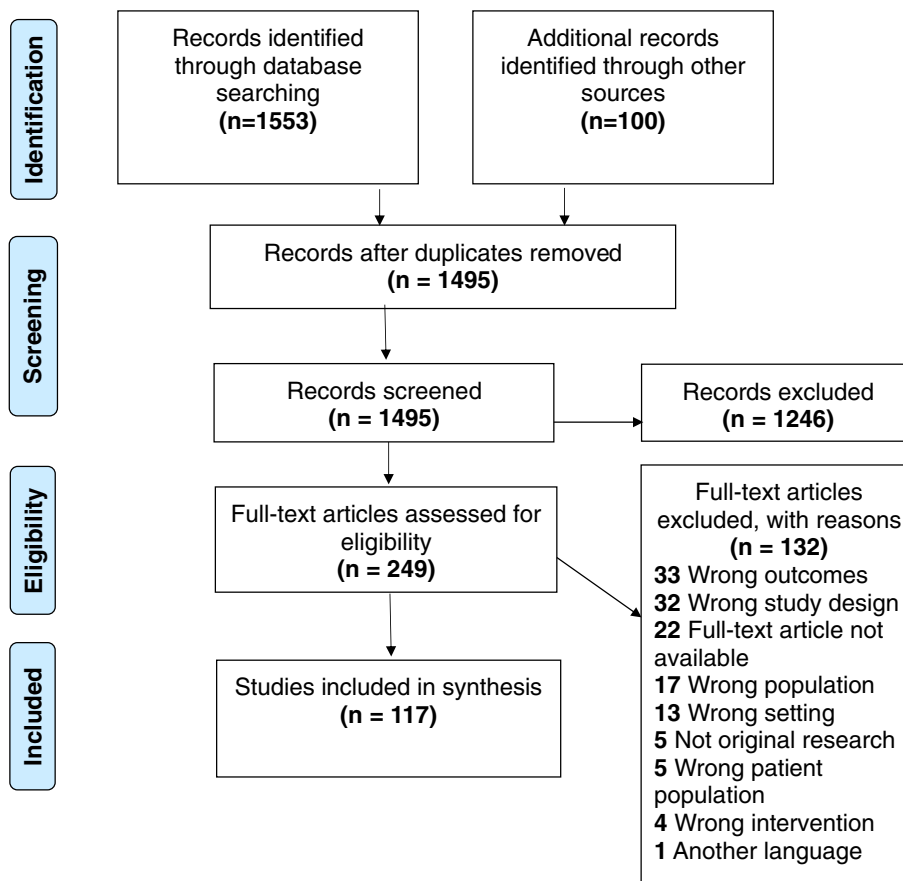 Identification
Records identified
through database
searching
(n=1553)
Additional records
identified through other
sources
(n=100)
Screening
Records after duplicates removed
(n = 1495)
Records screened
(n = 1495)
Records excluded
(n = 1246)
Eligibility
Full-text articles assessed for
eligibility
(n = 249)
Full-text articles
excluded, with reasons
(n = 132)
33 Wrong outcomes
32 Wrong study design
22 Full-text article not
available
17 Wrong population
13 Wrong setting
5 Not original research
5 Wrong patient
population
4 Wrong intervention
1 Another language
Included
Studies included in synthesis
(n = 117)